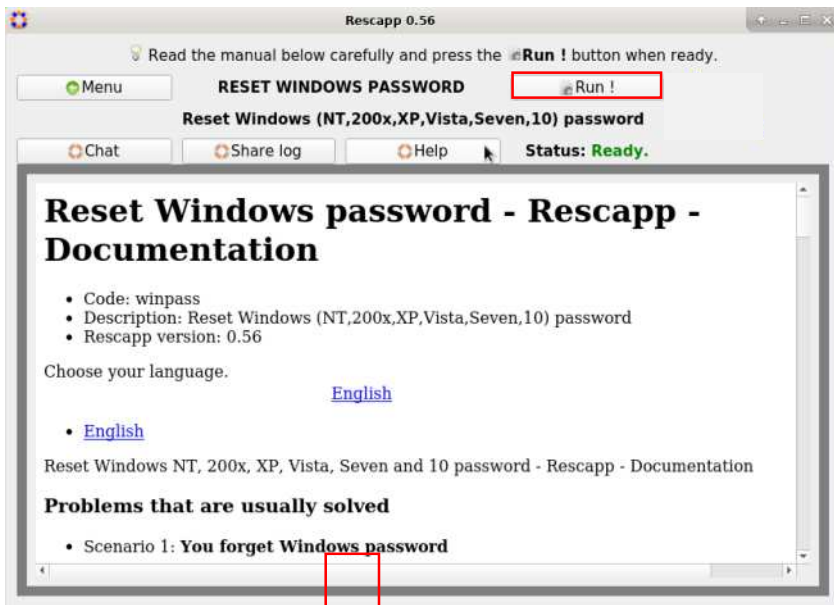 Rescapp 0.56
Read the manual below carefully and press the Run ! button when ready.
Menu RESET WINDOWS PASSWORD Run !
Reset Windows (NT,200x,XP,Vista,Seven,10) password
Chat Share log Help Status: Ready.
Reset Windows password - Rescapp -
Documentation
• Code: winpass
• Description: Reset Windows (NT,200x,XP,Vista,Seven,10) password
• Rescapp version: 0.56
Choose your language.
English
• English
Reset Windows NT, 200x, XP, Vista, Seven and 10 password - Rescapp - Documentation
Problems that are usually solved
• Scenario 1: You forget Windows password